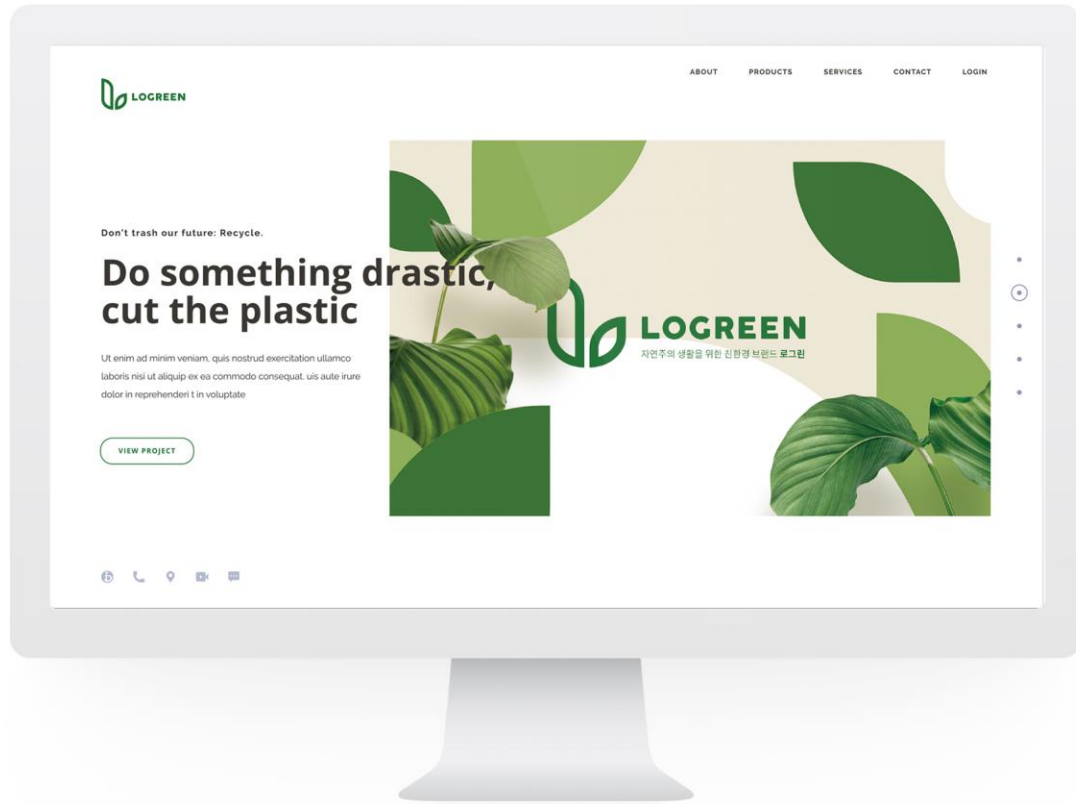 LOGREEN
ABOUT PRODUCTS SERVICES CONTACT LOGIN
Don't trash our future: Recycle.
Do something drastic,
cut the plastic
Ut enim ad minim veniam, quis nostrud exercitation ullamco
laboris nisi ut aliquip ex ea commodo consequat, uis aute irure
dolor in reprehenderi t in voluptate
VIEW PROJECT
LOGREEN
자연주의 생활을 위한 친환경 브랜드 로그린